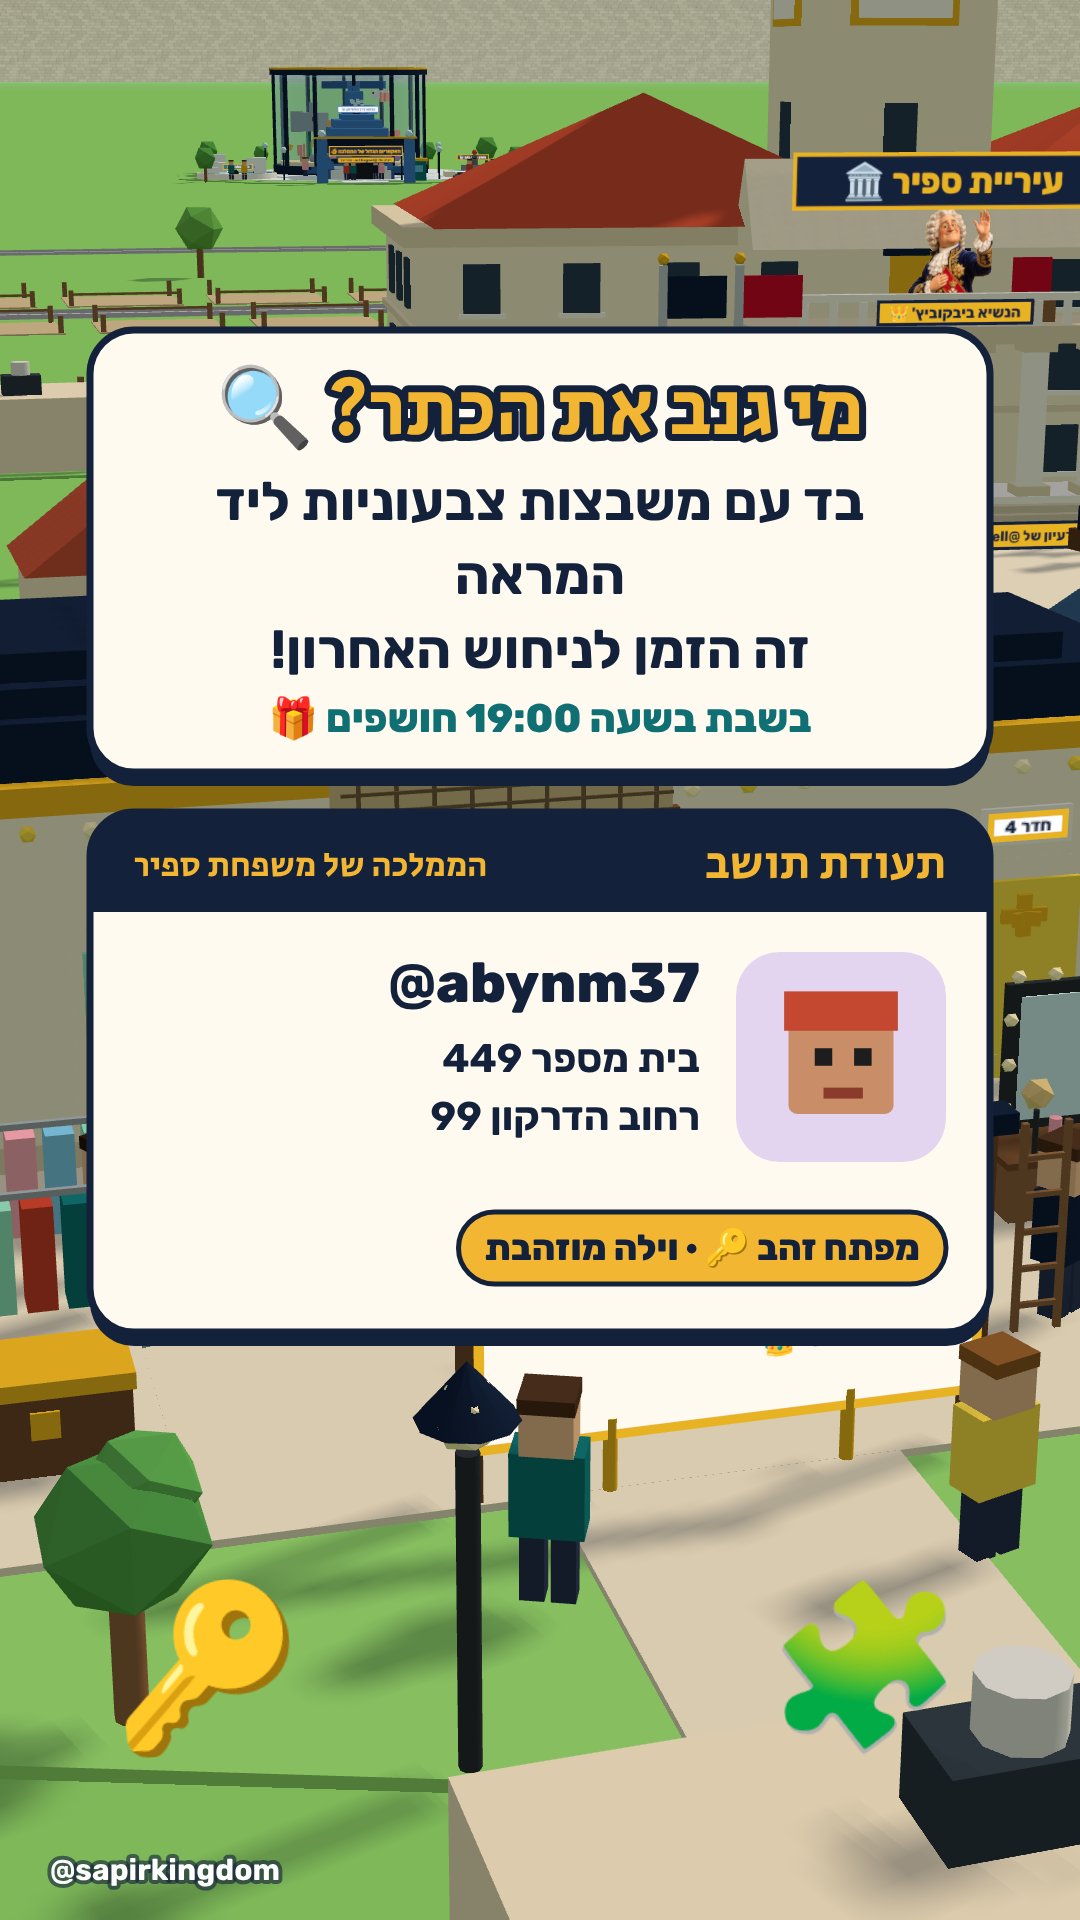 עיריית ספיר
הנשיא ביבקוביץ'
מי גנב את הכתר?
בד עם משבצות צבעוניות ליד
המראה
זה הזמן לניחוש האחרון!
בשבת בשעה 19:00 חושפים
חדר 4
תעודת תושב
הממלכה של משפחת ספיר
@abynm37
בית מספר 449
רחוב הדרקון 99
מפתח זהב • וילה מוזהבת
@sapirkingdom